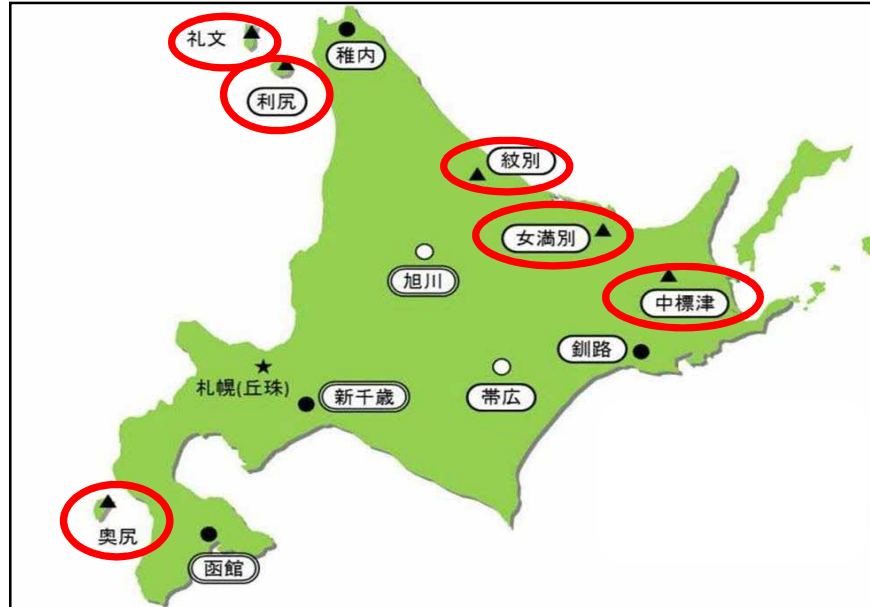 礼文
稚内
利尻
紋別
女満別
旭川
中標津
釧路
札幌(丘珠)
新千歳
帯広
奥尻
函館